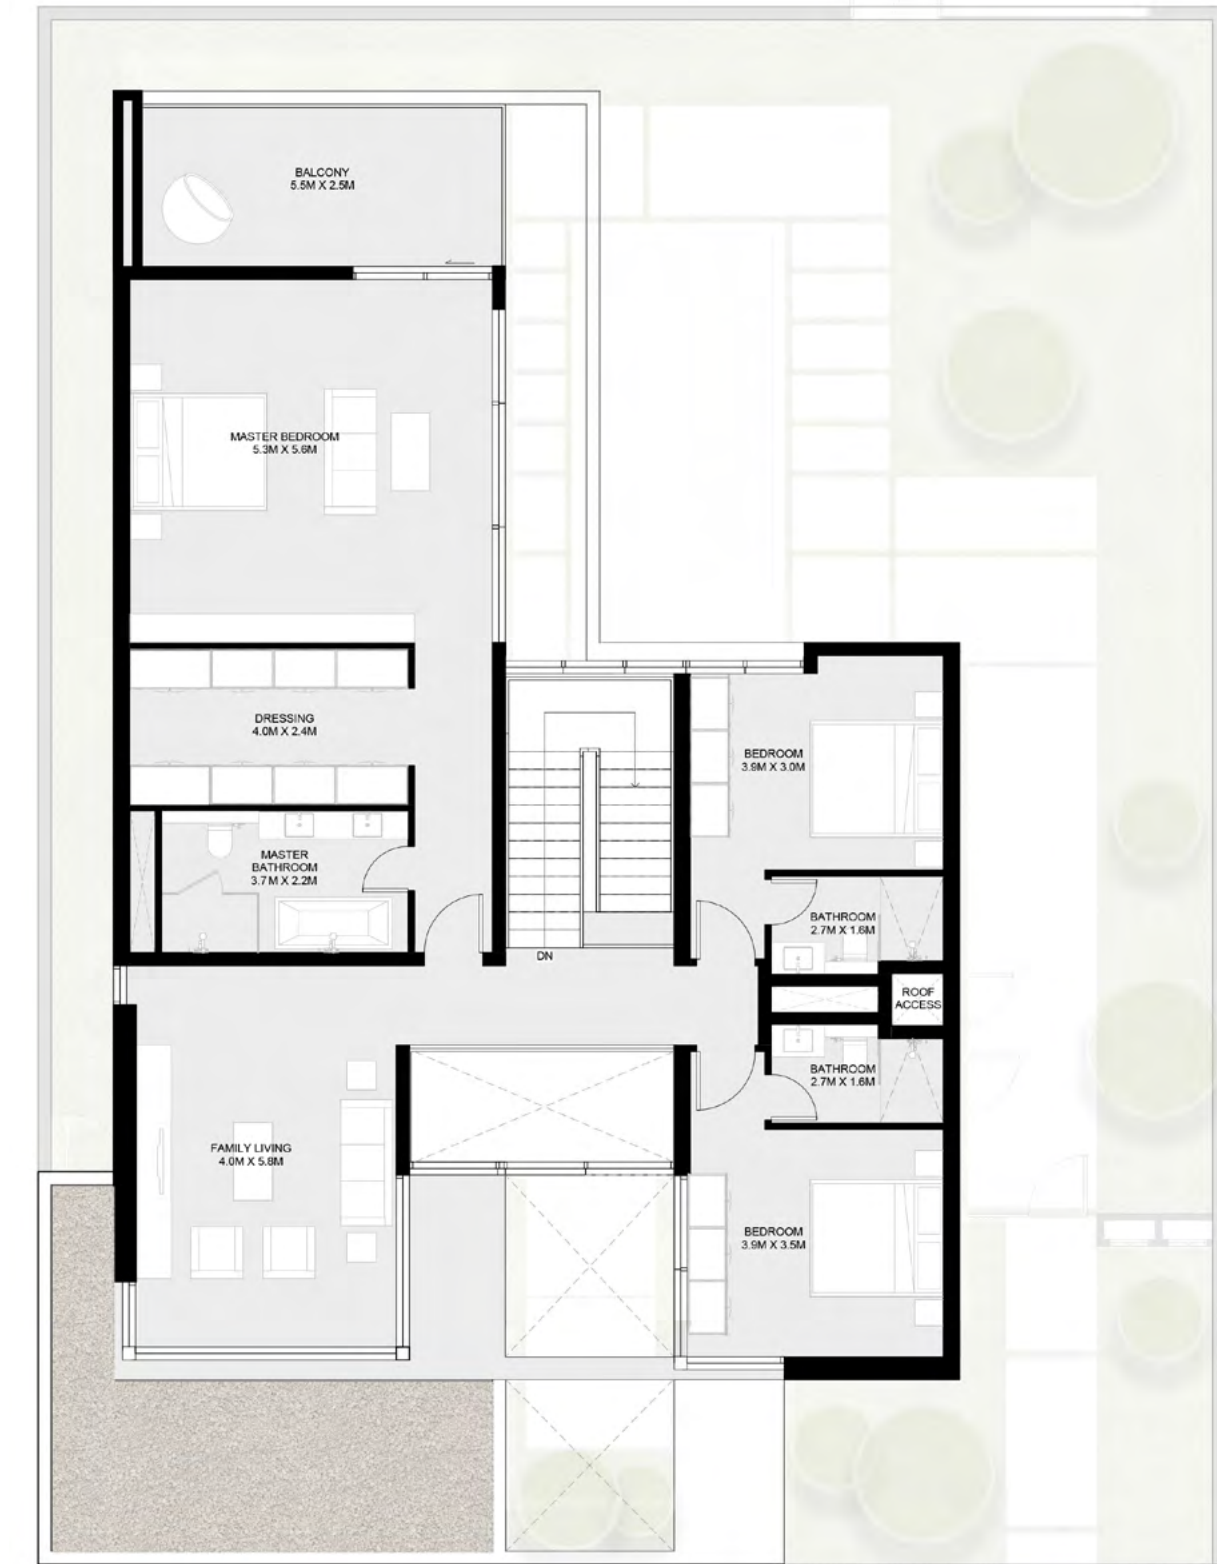 BALCONY
5.5M X 2.5M
MASTER BEDROOM
5.3M X 5.6M
DRESSING
4.0M X 2.4M
BEDROOM
3.9M X 3.0M
MASTER
BATHROOM
3.7M X 2.2M
BATHROOM
2.7M X 1.6M
DN
ROOF
ACCESS
BATHROOM
2.7M X 1.6M
FAMILY LIVING
4.0M X 5.8M
BEDROOM
3.9M X 3.5M